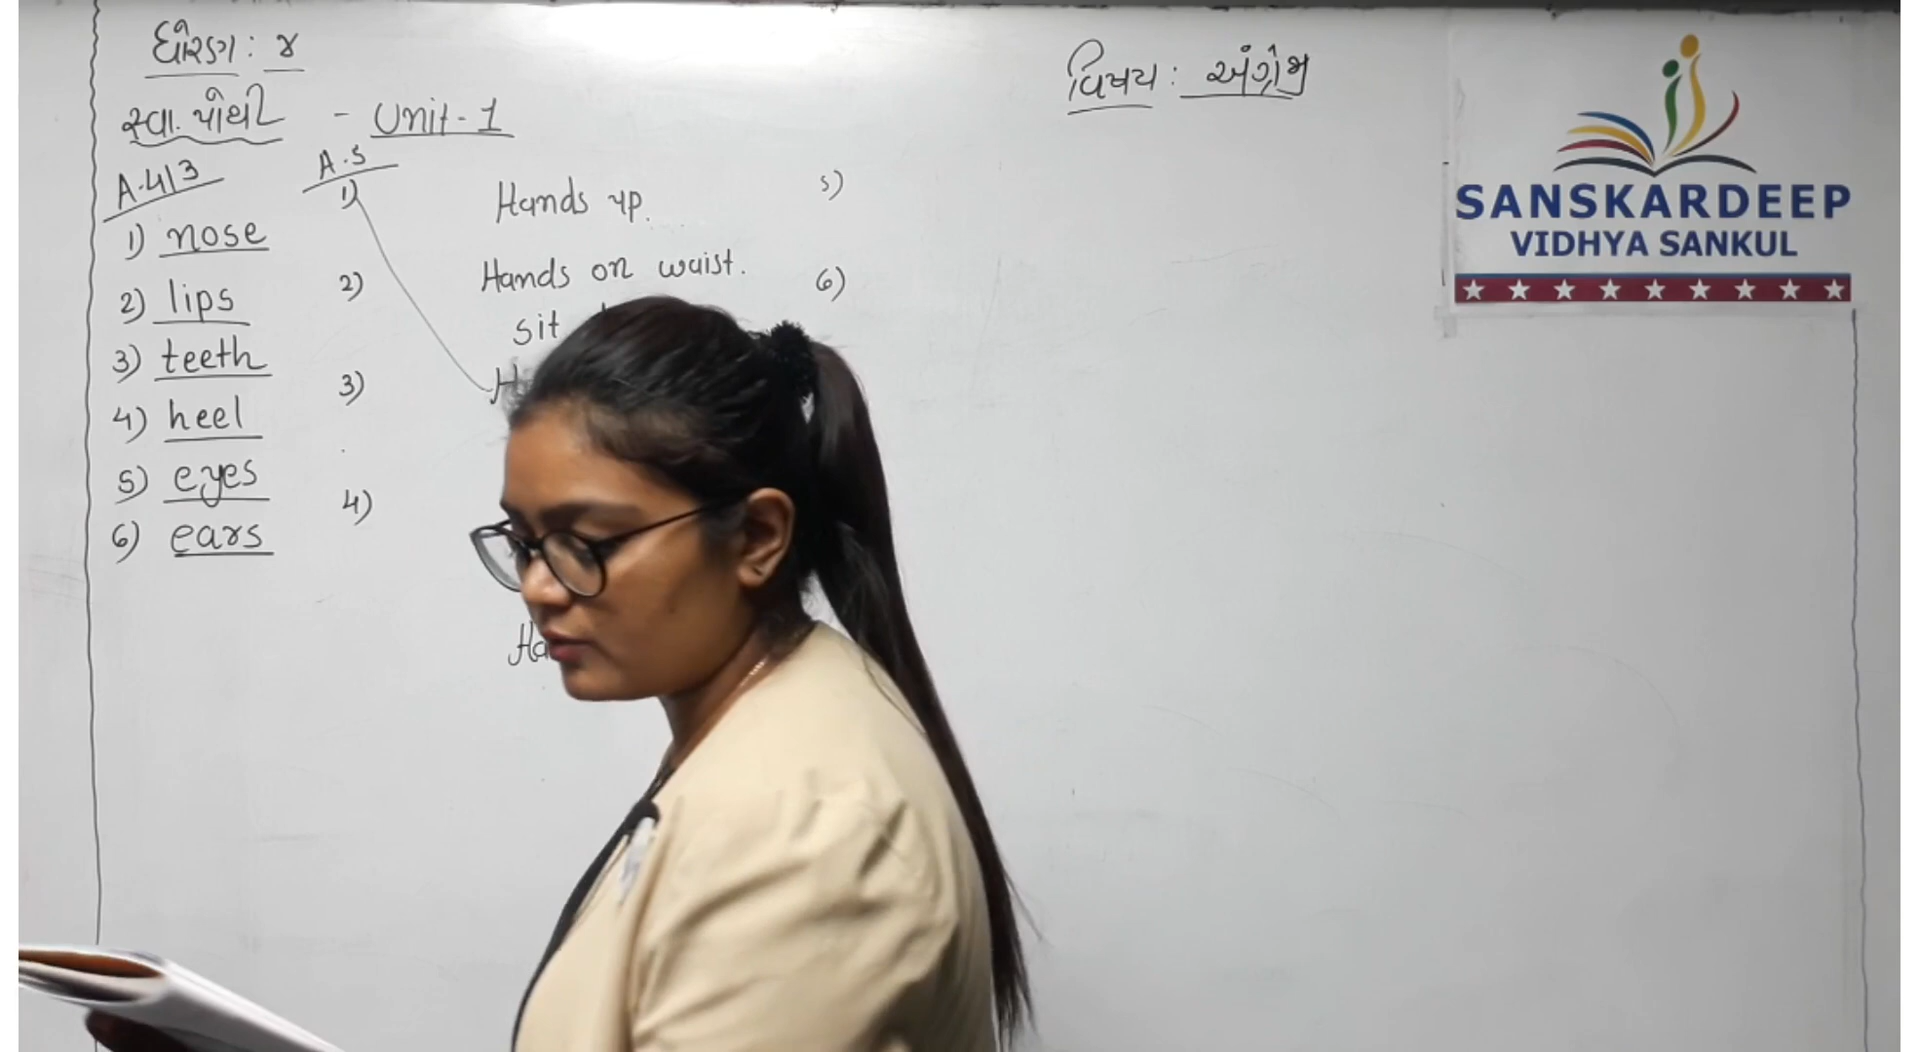 ધોરણ : ૪
વિષય : અંગ્રેજી
સ્વા. પોથી - Unit - 1
A.4/3
1) nose
2) lips
3) teeth
4) heel
5) eyes
6) ears
A.5
1)
2)
3)
4)
Hands up.
Hands on waist.
sit
5)
6)
SANSKARDEEP
VIDHYA SANKUL